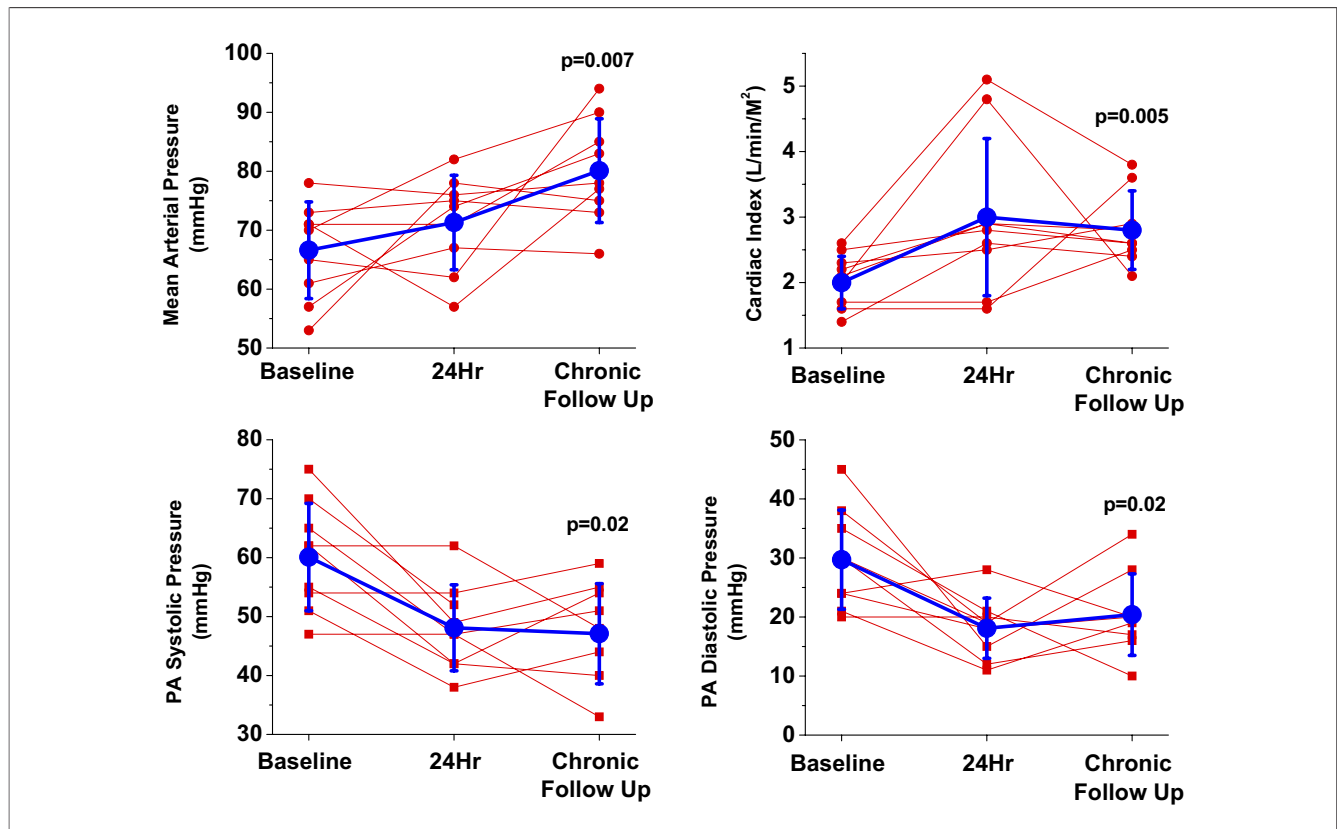 100
90
80
70
60
50
Mean Arterial Pressure
(mmHg)
p=0.007
Baseline
24Hr
Chronic
Follow Up
5
4
3
2
1
Cardiac Index (L/min/M²)
p=0.005
Baseline
24Hr
Chronic
Follow Up
80
70
60
50
40
30
PA Systolic Pressure
(mmHg)
p=0.02
Baseline
24Hr
Chronic
Follow Up
50
40
30
20
10
0
PA Diastolic Pressure
(mmHg)
p=0.02
Baseline
24Hr
Chronic
Follow Up